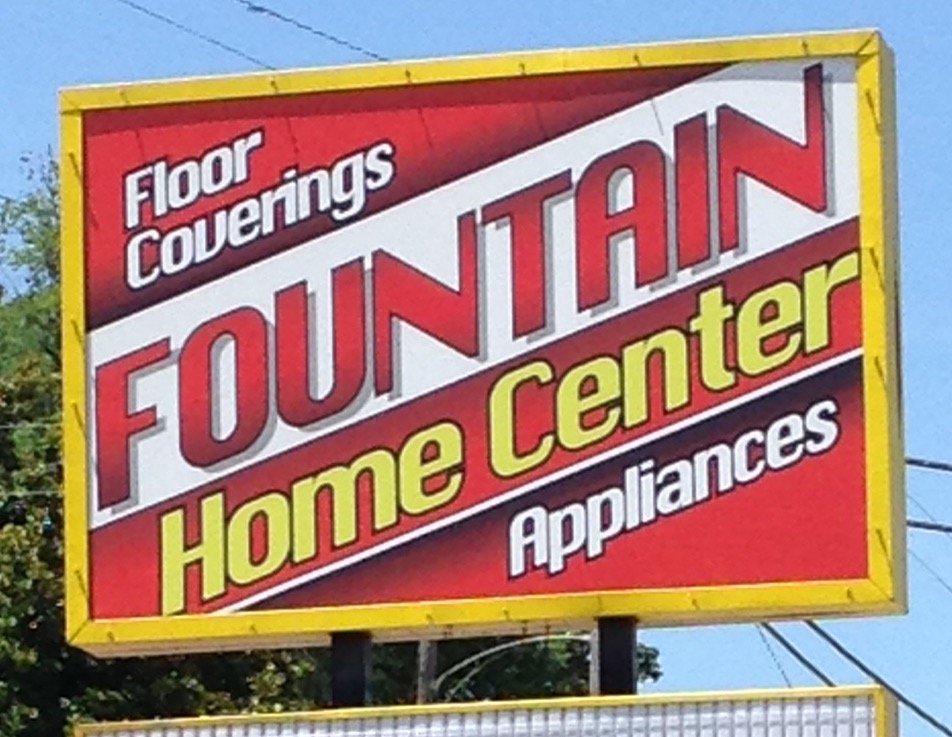 Floor
Coverings
FOUNTAIN
Home Center
Appliances